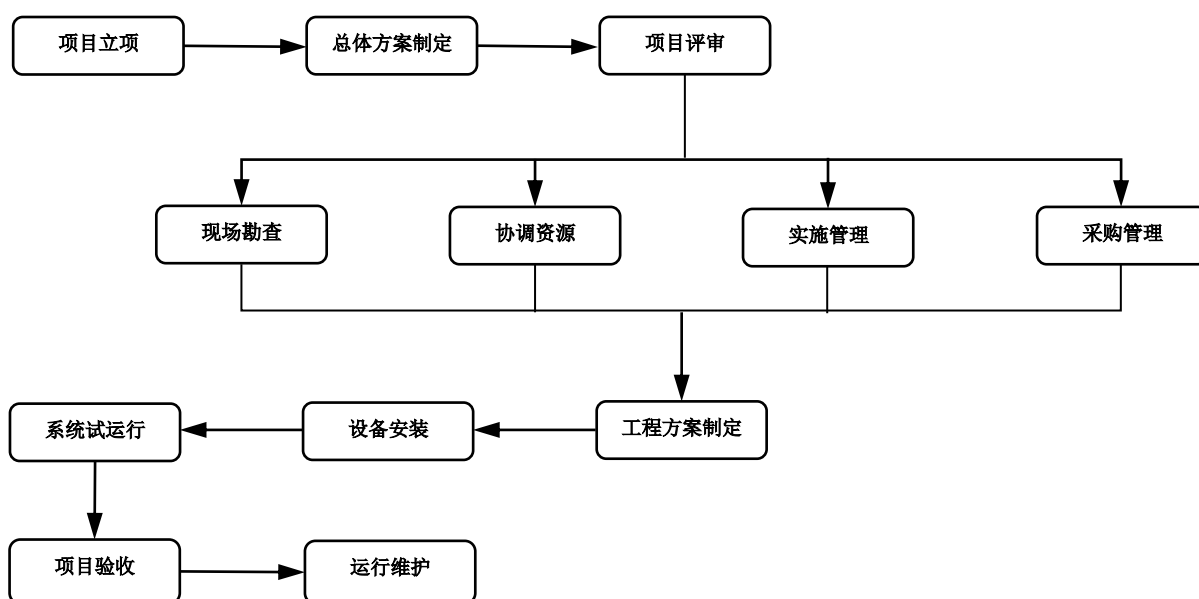 项目立项
总体方案制定
项目评审
现场勘查
协调资源
实施管理
采购管理
工程方案制定
设备安装
系统试运行
项目验收
运行维护